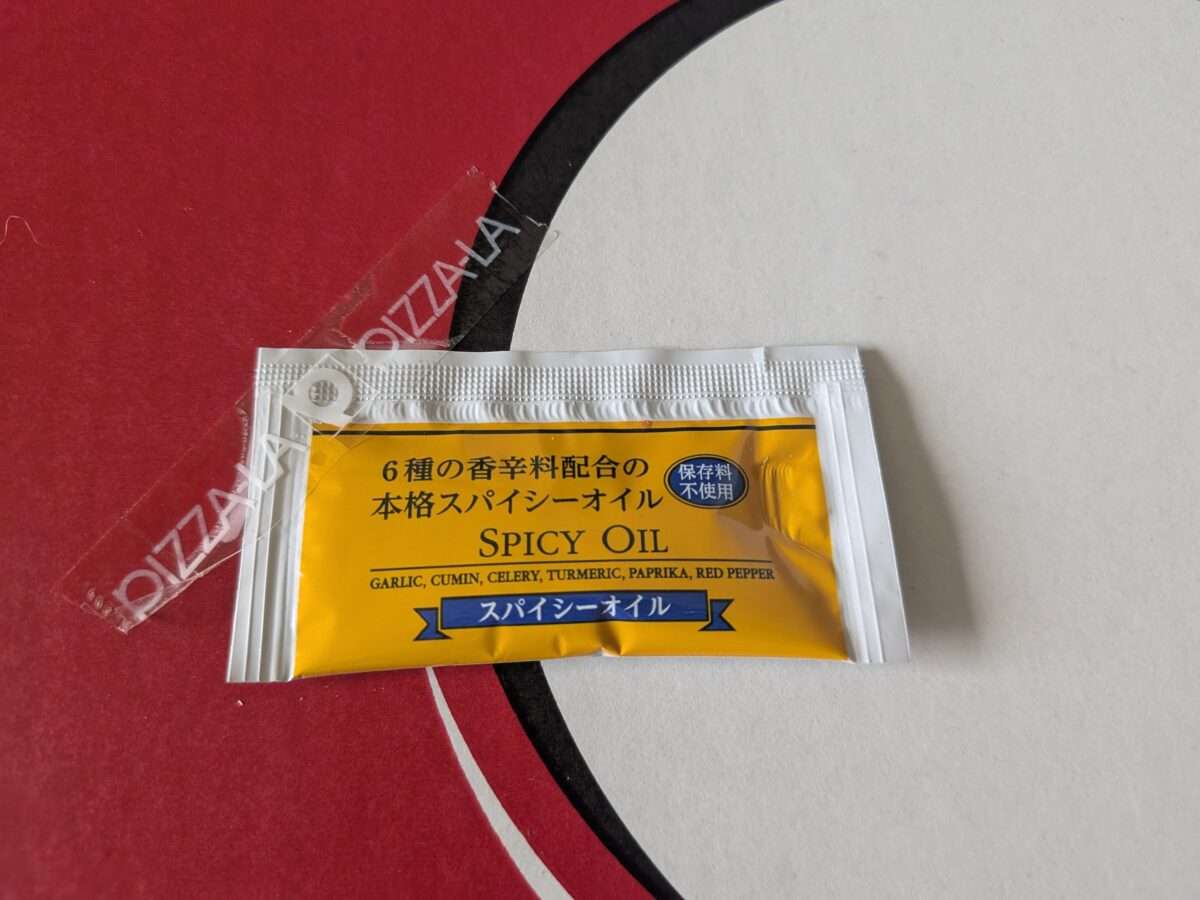 PIZZA-LA
PIZZA-LA
6種の香辛料配合の
本格スパイシーオイル
保存料
不使用
SPICY OIL
GARLIC, CUMIN, CELERY, TURMERIC, PAPRIKA, RED PEPPER
スパイシーオイル